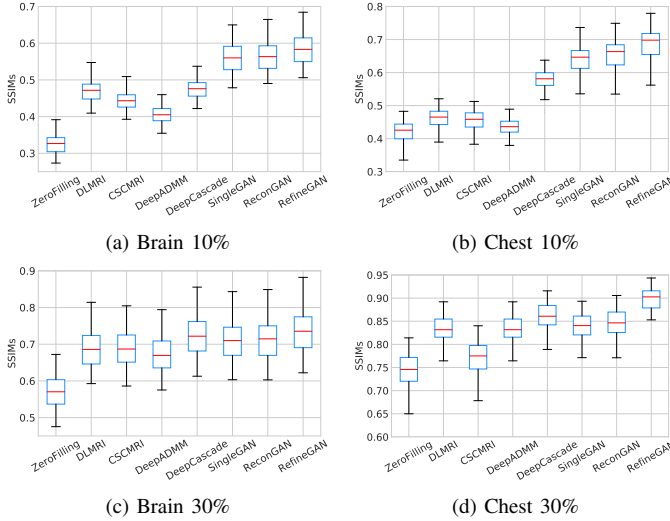 0.7
0.6
0.5
0.4
0.3
SSIMs
ZeroFilling
DLMRI
CSCMRI
DeepADMM
DeepCascade
SingleGAN
ReconGAN
RefineGAN
(a) Brain 10%
0.8
0.7
0.6
0.5
0.4
0.3
SSIMs
ZeroFilling
DLMRI
CSCMRI
DeepADMM
DeepCascade
SingleGAN
ReconGAN
RefineGAN
(b) Chest 10%
0.9
0.8
0.7
0.6
0.5
SSIMs
ZeroFilling
DLMRI
CSCMRI
DeepADMM
DeepCascade
SingleGAN
ReconGAN
RefineGAN
(c) Brain 30%
0.95
0.90
0.85
0.80
0.75
0.70
0.65
0.60
SSIMs
ZeroFilling
DLMRI
CSCMRI
DeepADMM
DeepCascade
SingleGAN
ReconGAN
RefineGAN
(d) Chest 30%